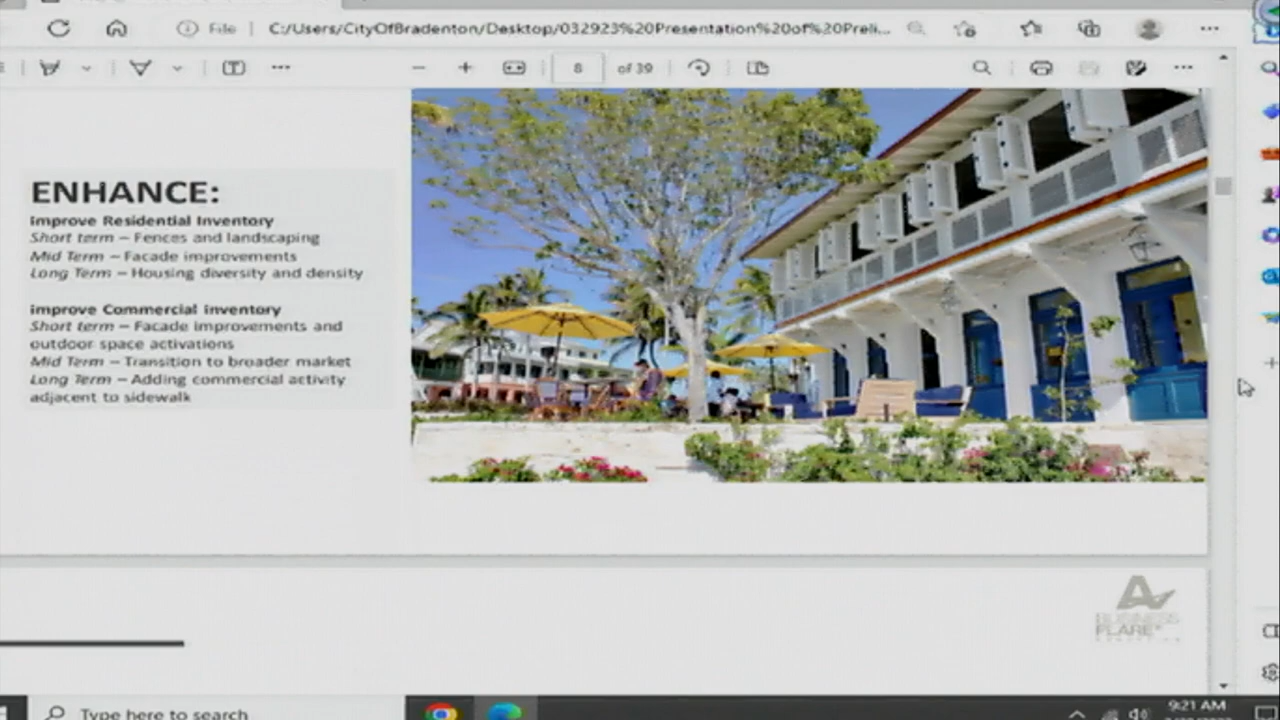 File C:/Users/CityOfBradenton/Desktop/032923%20Presentation%20of%20Preli...
8 of 39
ENHANCE:
Improve Residential Inventory
Short term – Fences and landscaping
Mid Term – Facade improvements
Long Term – Housing diversity and density
Improve Commercial Inventory
Short term – Facade improvements and
outdoor space activations
Mid Term – Transition to broader market
Long Term – Adding commercial activity
adjacent to sidewalk
BUSINESS
FLARE
Type here to search
9:21 AM